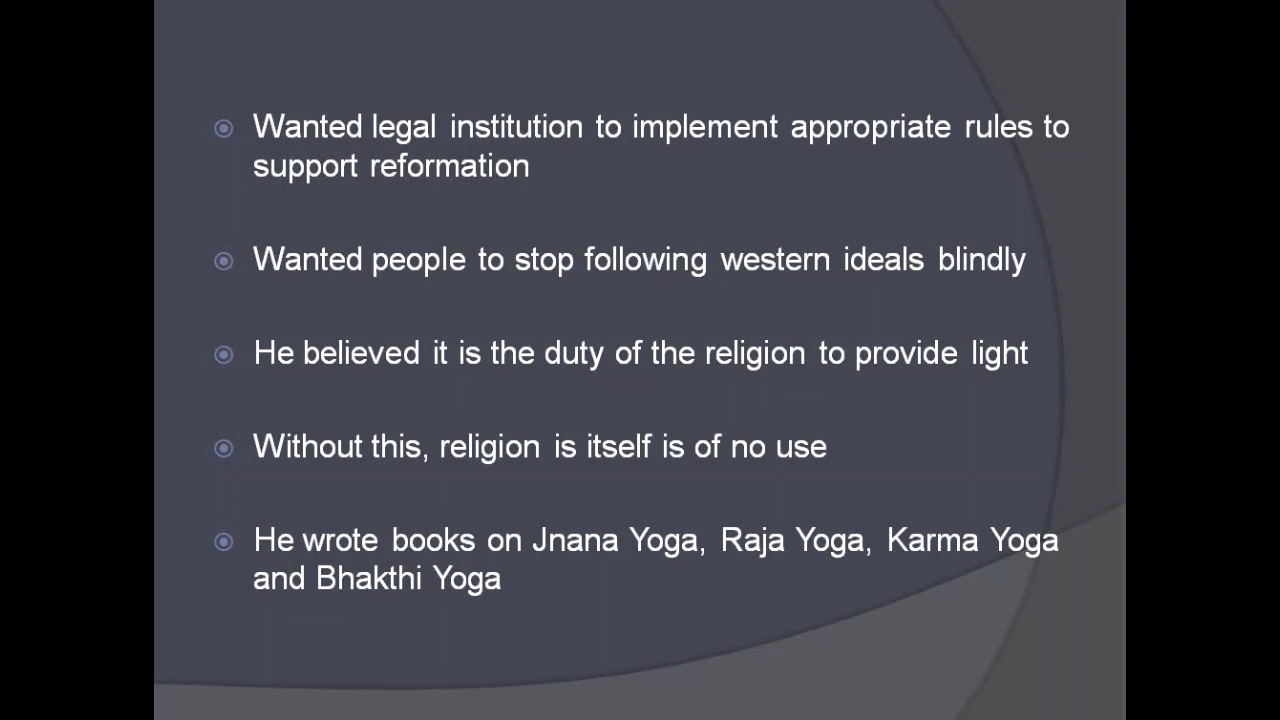 Wanted legal institution to implement appropriate rules to
support reformation
Wanted people to stop following western ideals blindly
He believed it is the duty of the religion to provide light
Without this, religion is itself is of no use
He wrote books on Jnana Yoga, Raja Yoga, Karma Yoga
and Bhakthi Yoga